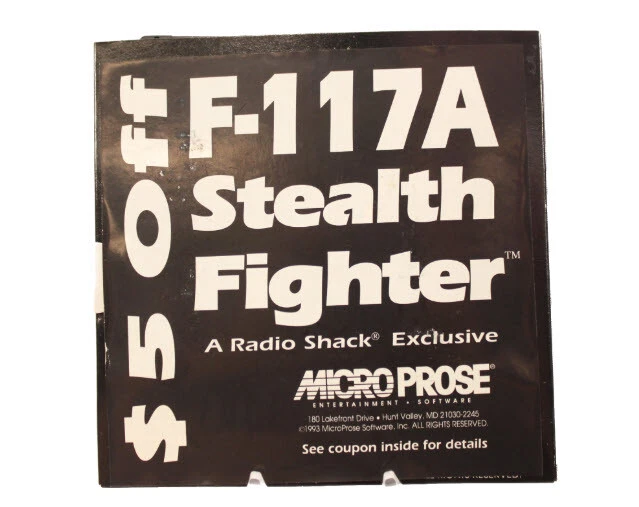 $5 Off
F-117A
Stealth
Fighter™
A Radio Shack® Exclusive
MICROPROSE®
ENTERTAINMENT • SOFTWARE
180 Lakefront Drive • Hunt Valley, MD 21030-2245
©1993 MicroProse Software, Inc. ALL RIGHTS RESERVED.
See coupon inside for details
RESERVED.